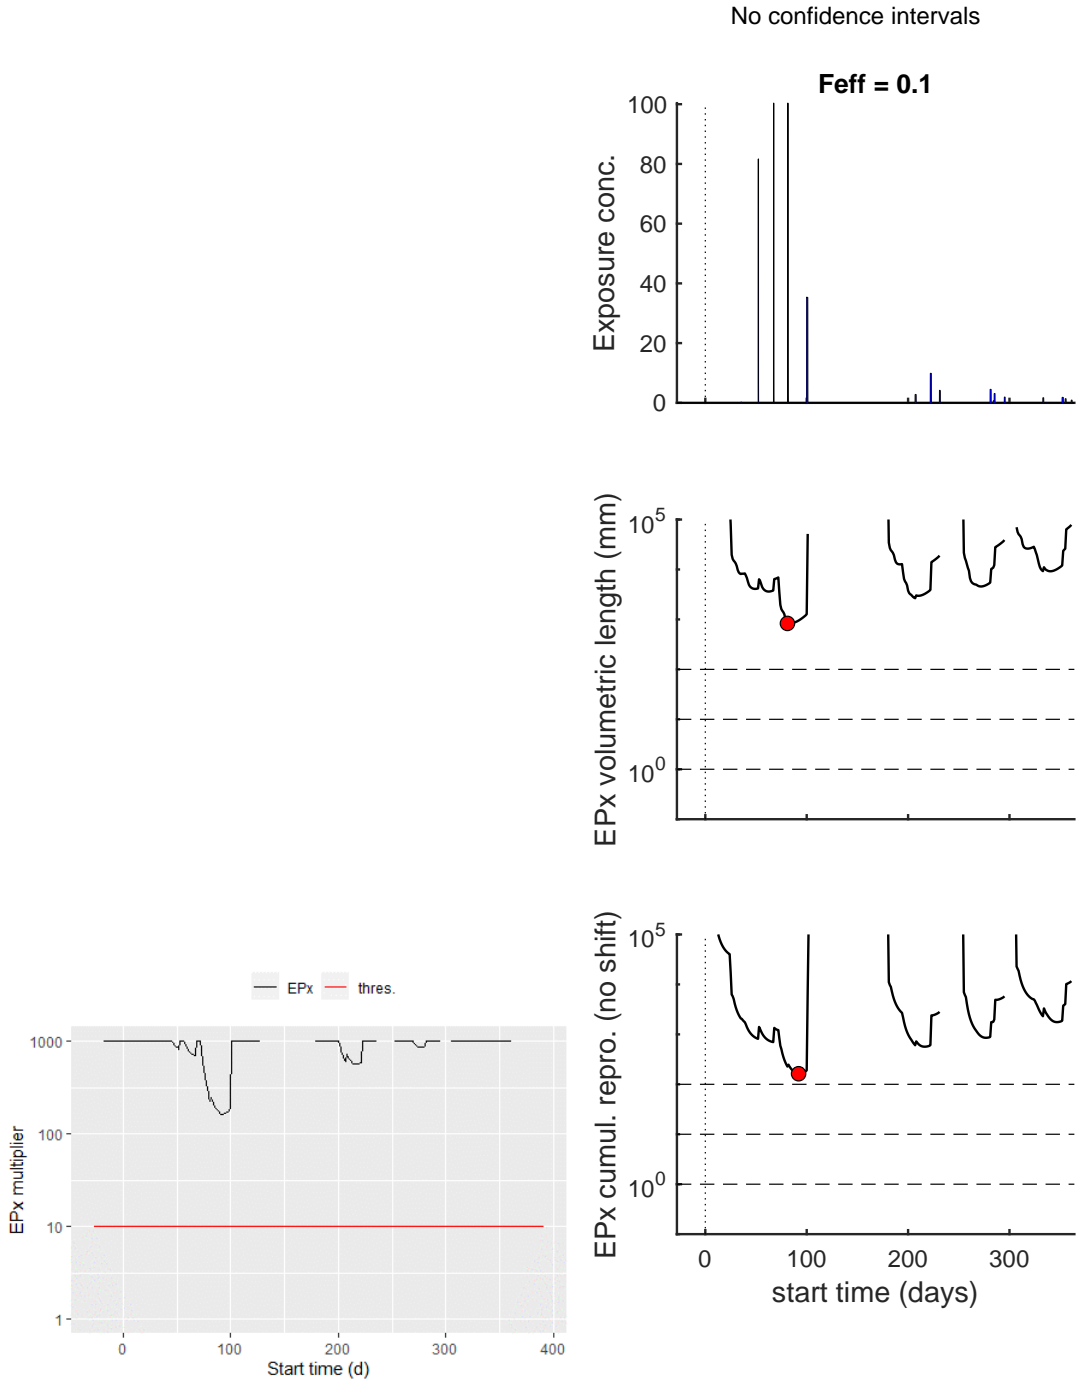 No confidence intervals
Feff = 0.1
100
80
60
40
20
0
Exposure conc.
10^5
10^0
EPx volumetric length (mm)
10^5
10^0
EPx cumul. repro. (no shift)
0 100 200 300
start time (days)
EPx thres.
1000
100
10
1
EPx multiplier
0 100 200 300 400
Start time (d)